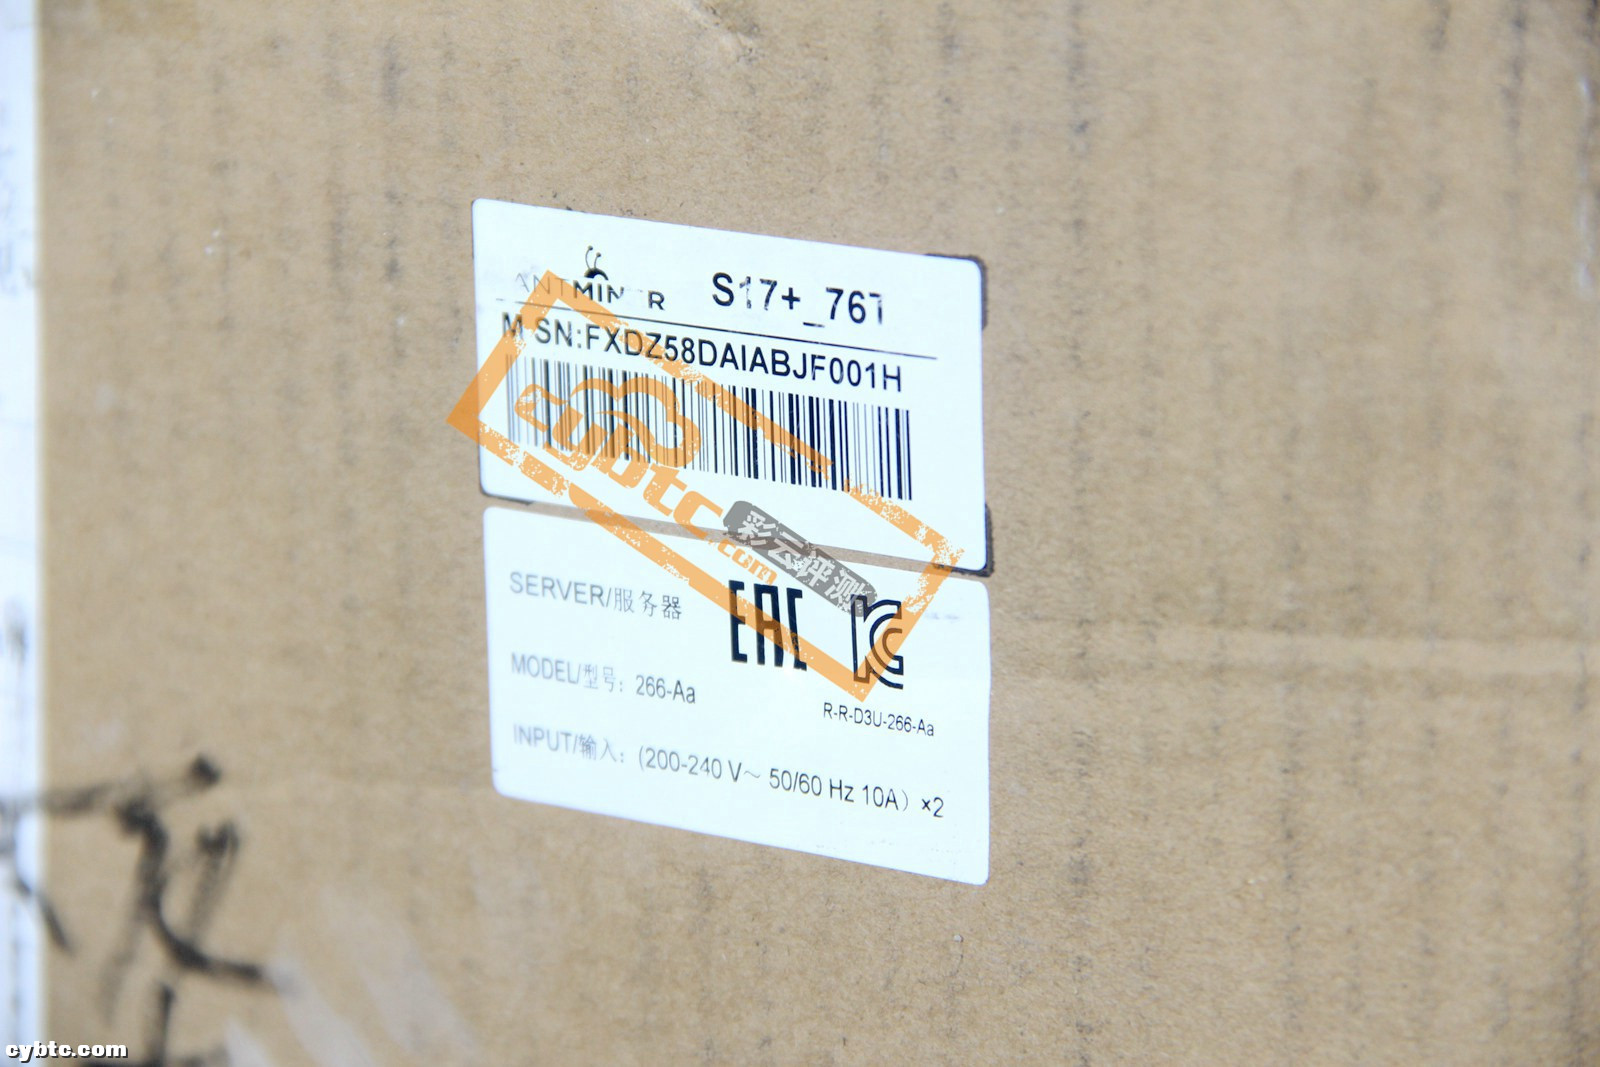 ANTMINER S17+_76T
M SN:FXDZ58DAIABJF001H
cybtc.com 彩云评测
SERVER/服务器
EAC
MODEL/型号: 266-Aa
R-R-D3U-266-Aa
INPUT/输入: (200-240 V~ 50/60 Hz 10A) ×2
cybtc.com